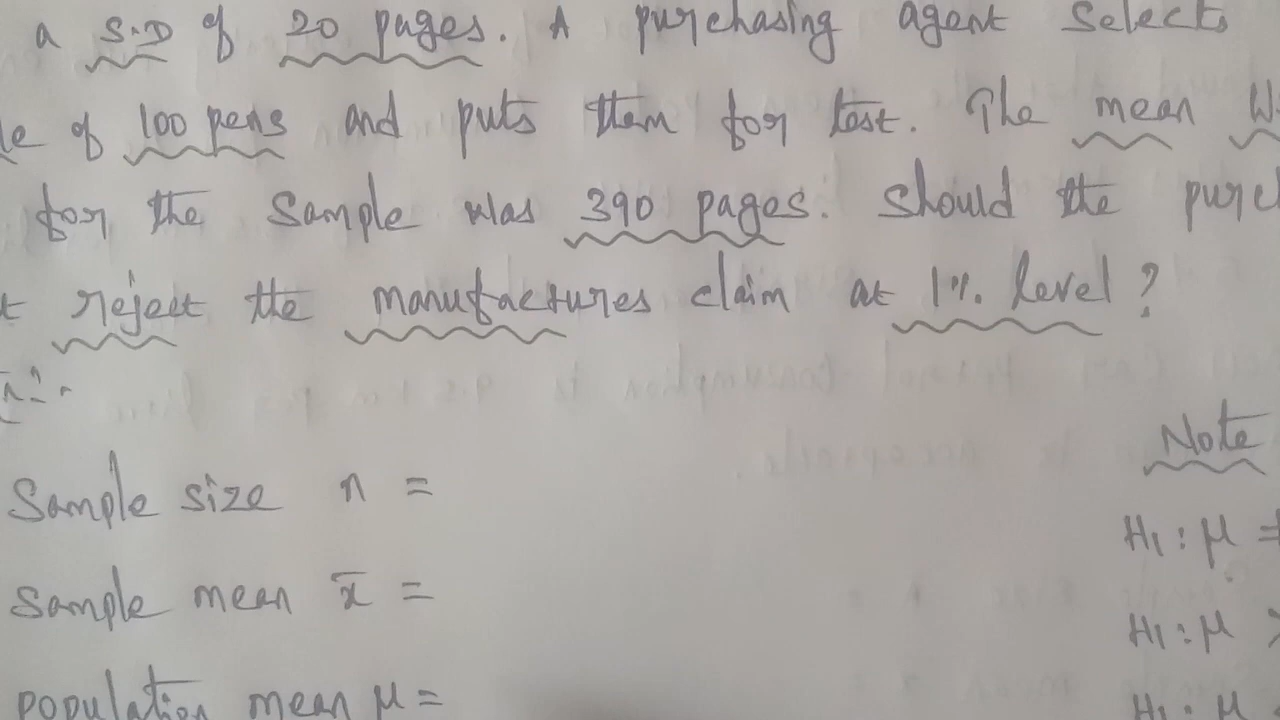 a S.D of 20 pages. A purchasing agent Selects
of 100 pens and puts them for test. The mean
for the Sample was 390 pages. Should the
reject the manufactures claim at 1%. level?
Note
Sample size n =
H1 : μ
Sample mean x̄ =
H1 : μ
population mean μ =
H1 : μ